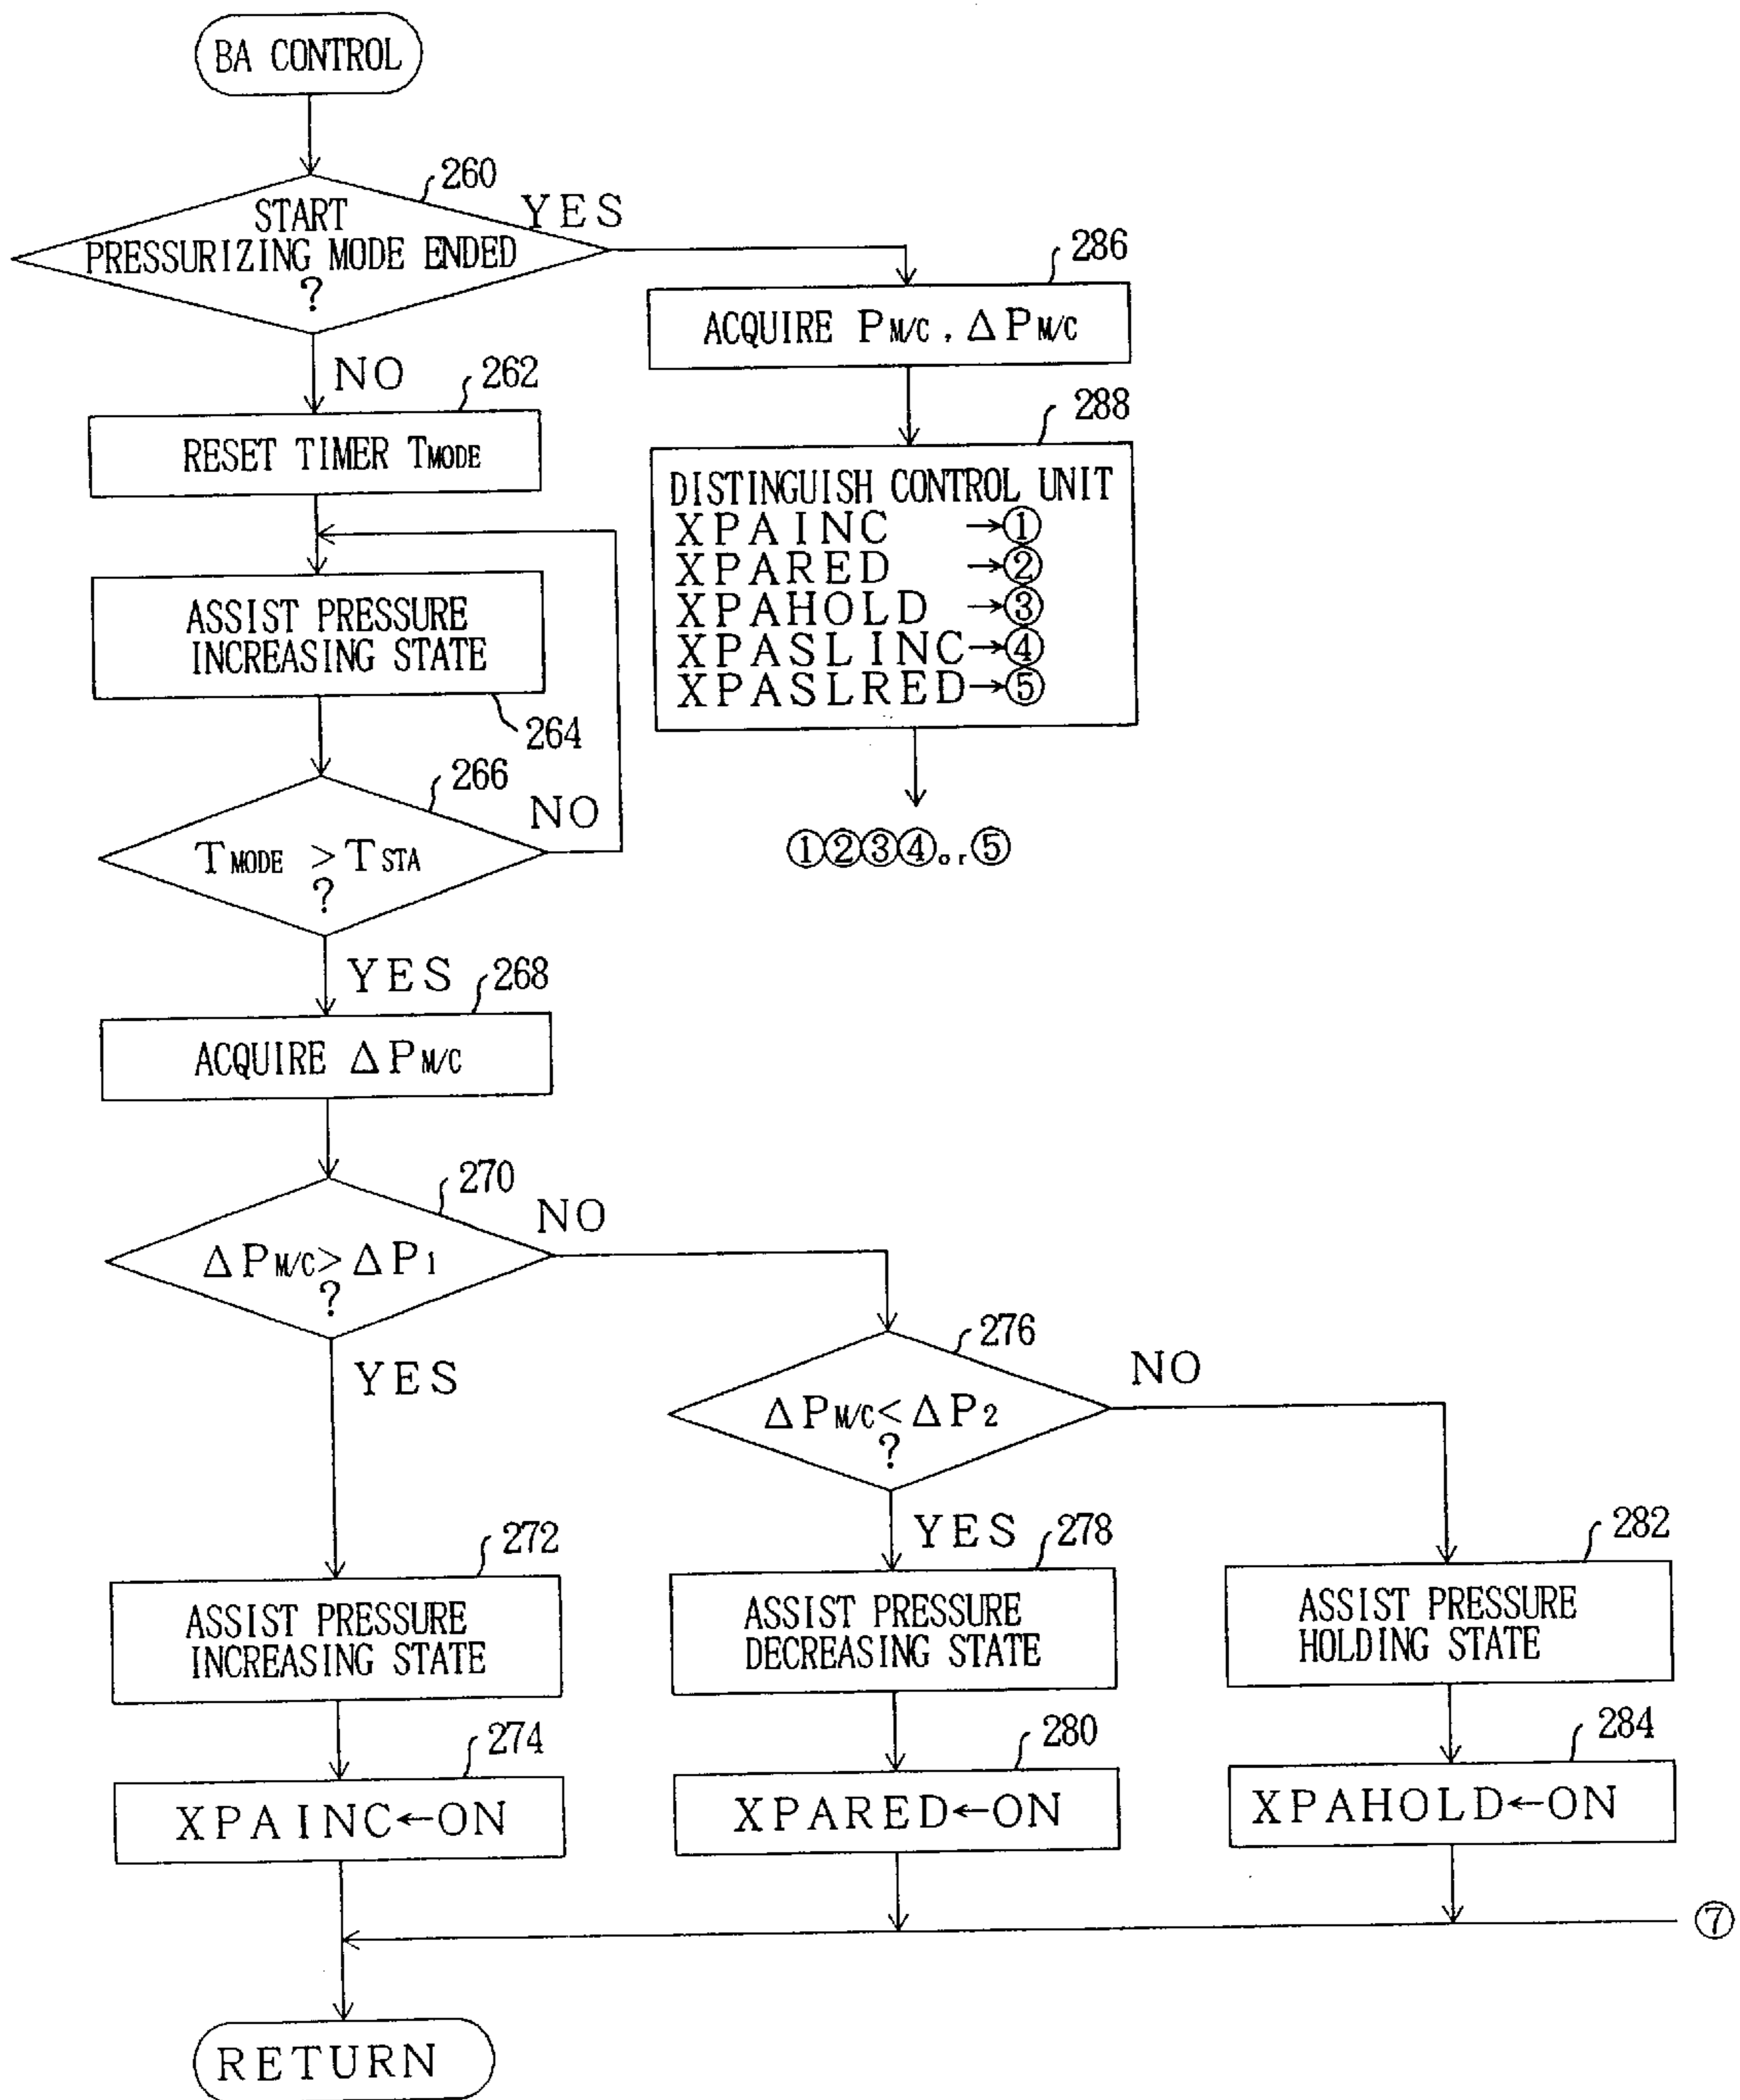 BA CONTROL
260
START
PRESSURIZING MODE ENDED
?
YES
NO
286
ACQUIRE PM/C, ΔPM/C
262
RESET TIMER TMODE
288
DISTINGUISH CONTROL UNIT
XPAINC →①
XPARED →②
XPAHOLD →③
XPASLINC→④
XPASLRED→⑤
①②③④or⑤
ASSIST PRESSURE
INCREASING STATE
264
266
NO
TMODE > TSTA
?
YES
268
ACQUIRE ΔPM/C
270
NO
ΔPM/C> ΔP1
?
YES
276
NO
ΔPM/C< ΔP2
?
YES
272
ASSIST PRESSURE
INCREASING STATE
278
ASSIST PRESSURE
DECREASING STATE
282
ASSIST PRESSURE
HOLDING STATE
274
XPAINC←ON
280
XPARED←ON
284
XPAHOLD←ON
⑦
RETURN